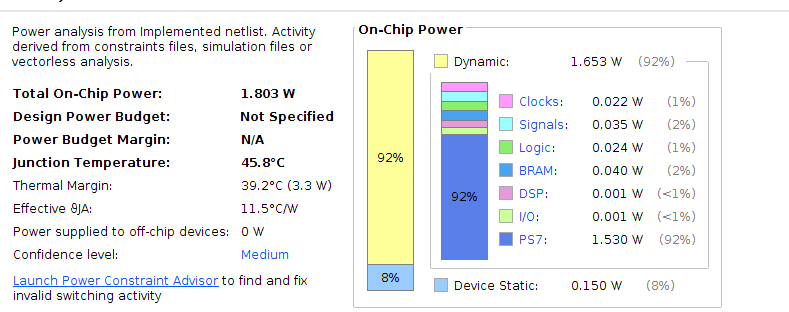 Power analysis from Implemented netlist. Activity
derived from constraints files, simulation files or
vectorless analysis.
Total On-Chip Power: 1.803 W
Design Power Budget: Not Specified
Power Budget Margin: N/A
Junction Temperature: 45.8°C
Thermal Margin: 39.2°C (3.3 W)
Effective ϑJA: 11.5°C/W
Power supplied to off-chip devices: 0 W
Confidence level: Medium
Launch Power Constraint Advisor to find and fix
invalid switching activity
On-Chip Power
92%
8%
Dynamic: 1.653 W (92%)
92%
Clocks: 0.022 W (1%)
Signals: 0.035 W (2%)
Logic: 0.024 W (1%)
BRAM: 0.040 W (2%)
DSP: 0.001 W (<1%)
I/O: 0.001 W (<1%)
PS7: 1.530 W (92%)
Device Static: 0.150 W (8%)